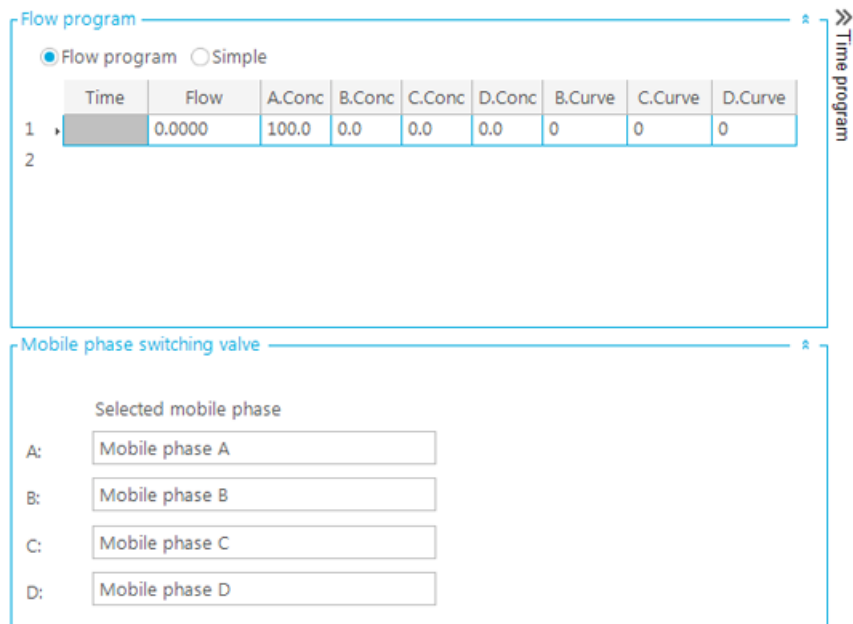 Flow program
Flow program Simple
Time Flow A.Conc B.Conc C.Conc D.Conc B.Curve C.Curve D.Curve
1 0.0000 100.0 0.0 0.0 0.0 0 0 0
2
Time program
Mobile phase switching valve
Selected mobile phase
A: Mobile phase A
B: Mobile phase B
C: Mobile phase C
D: Mobile phase D